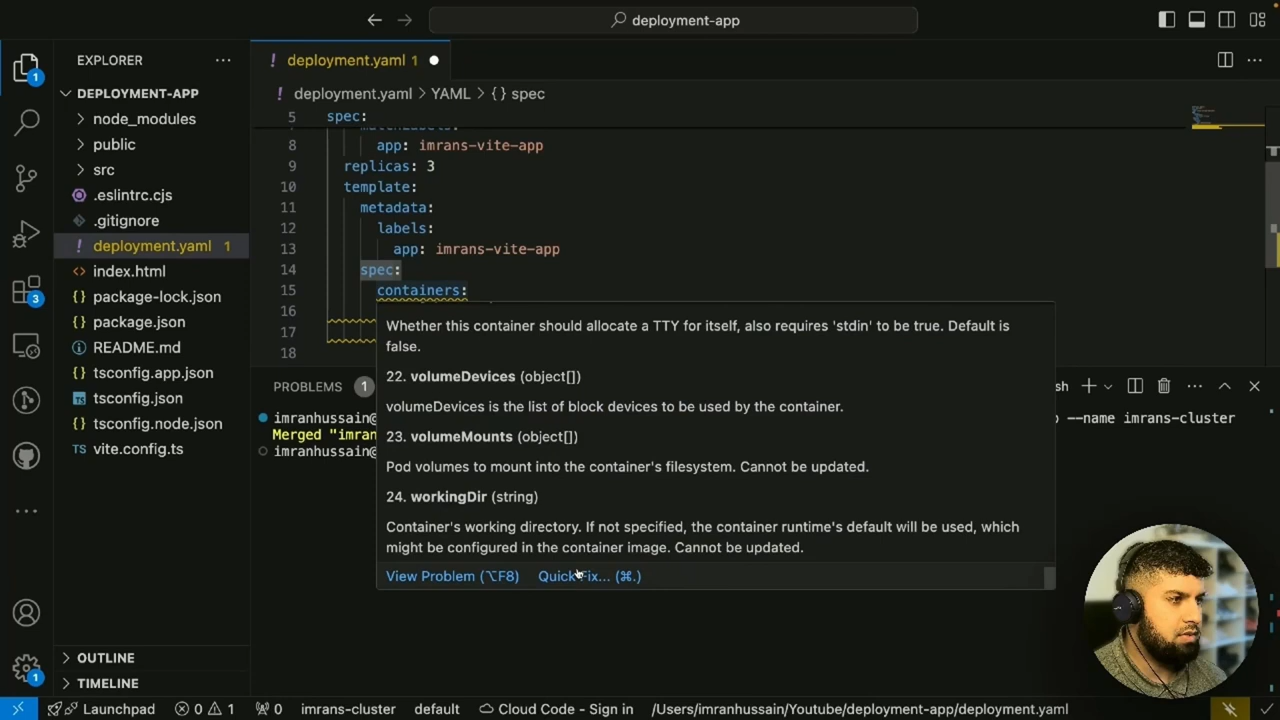 deployment-app
EXPLORER
DEPLOYMENT-APP
node_modules
public
src
.eslintrc.cjs
.gitignore
deployment.yaml 1
index.html
package-lock.json
package.json
README.md
tsconfig.app.json
tsconfig.json
tsconfig.node.json
TS vite.config.ts
OUTLINE
TIMELINE
1
3
1
! deployment.yaml 1
! deployment.yaml > YAML > {} spec
5 spec:
8 app: imrans-vite-app
9 replicas: 3
10 template:
11 metadata:
12 labels:
13 app: imrans-vite-app
14 spec:
15 containers:
16
17
18
Whether this container should allocate a TTY for itself, also requires 'stdin' to be true. Default is
false.
22. volumeDevices (object[])
volumeDevices is the list of block devices to be used by the container.
23. volumeMounts (object[])
Pod volumes to mount into the container's filesystem. Cannot be updated.
24. workingDir (string)
Container's working directory. If not specified, the container runtime's default will be used, which
might be configured in the container image. Cannot be updated.
View Problem (⌥F8) Quick Fix... (⌘.)
PROBLEMS 1
imranhussain@
--name imrans-cluster
Merged "imran
imranhussain@
Launchpad 0 1 0 imrans-cluster default Cloud Code - Sign in /Users/imranhussain/Youtube/deployment-app/deployment.yaml